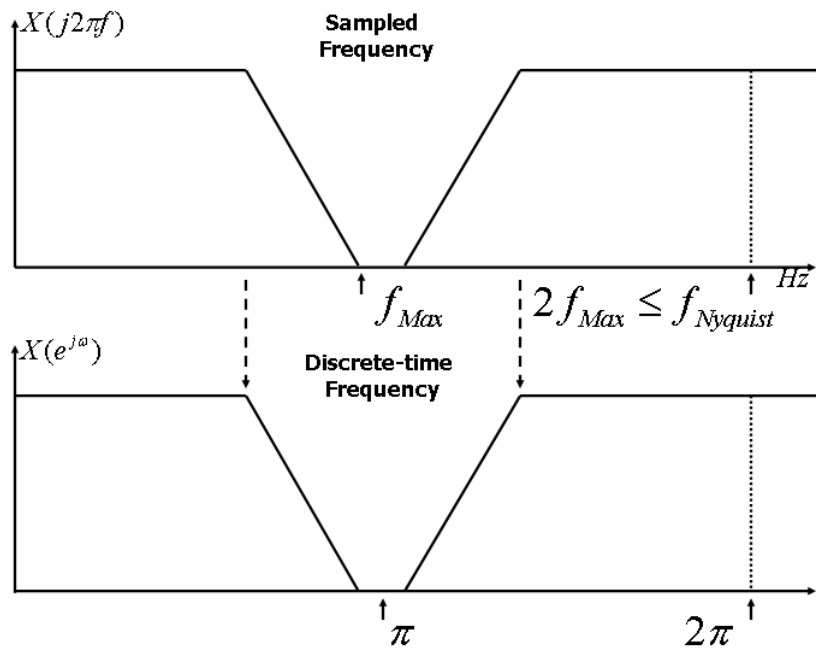 X(j2πf)
Sampled
Frequency
Hz
f_Max
2f_Max ≤ f_Nyquist
X(e^{jω})
Discrete-time
Frequency
π
2π